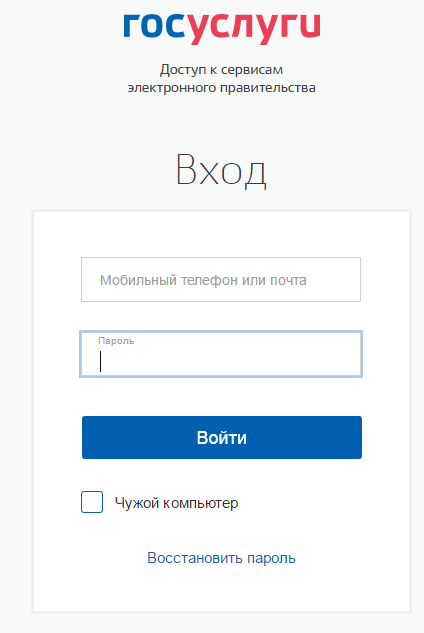 госуслуги
Доступ к сервисам
электронного правительства
Вход
Мобильный телефон или почта
Пароль
Войти
Чужой компьютер
Восстановить пароль